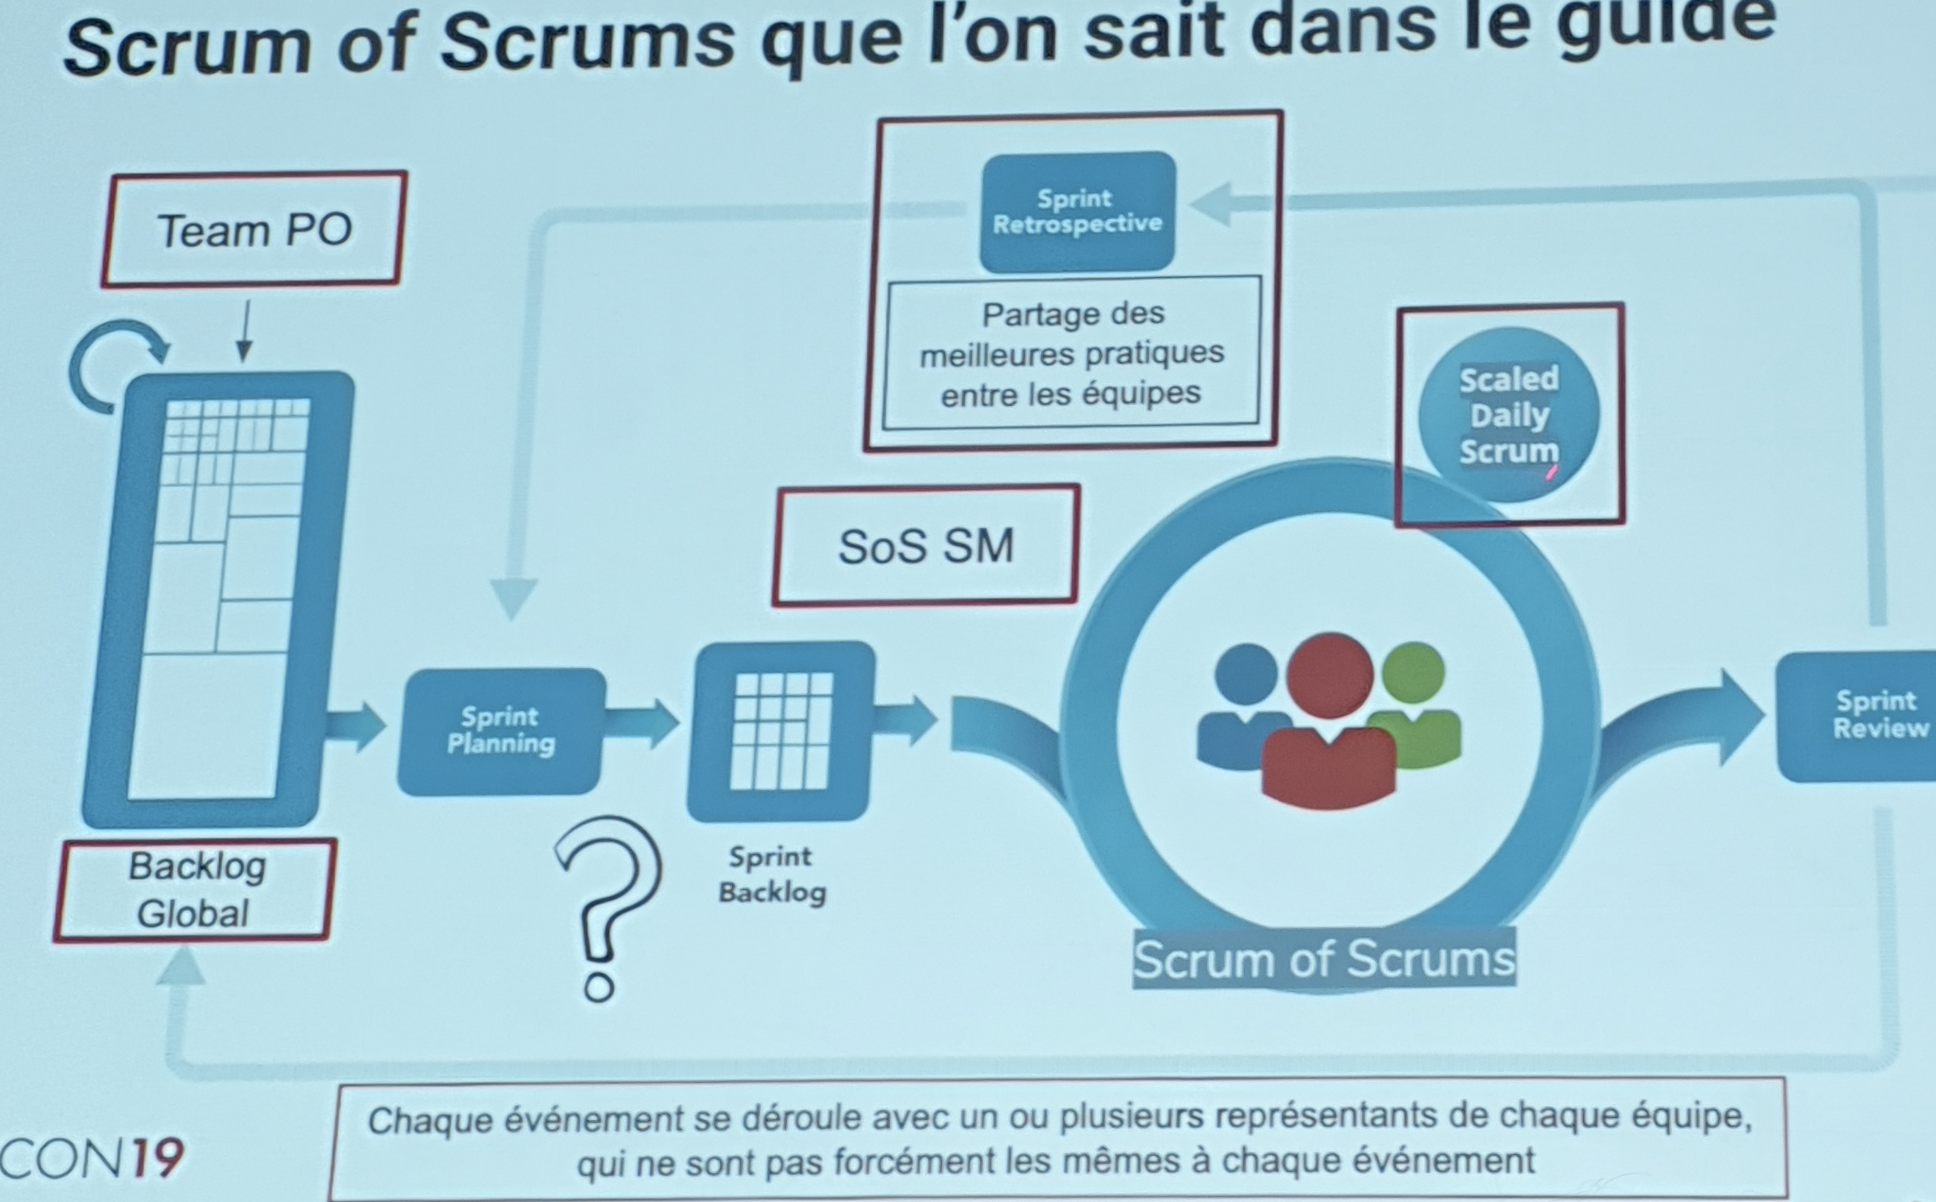 Scrum of Scrums que l'on sait dans le guide
Team PO
Sprint
Retrospective
Partage des
meilleures pratiques
entre les équipes
Scaled
Daily
Scrum
SoS SM
Sprint
Planning
Sprint
Backlog
Sprint
Review
Backlog
Global
Scrum of Scrums
Chaque événement se déroule avec un ou plusieurs représentants de chaque équipe,
qui ne sont pas forcément les mêmes à chaque événement
CON19
?